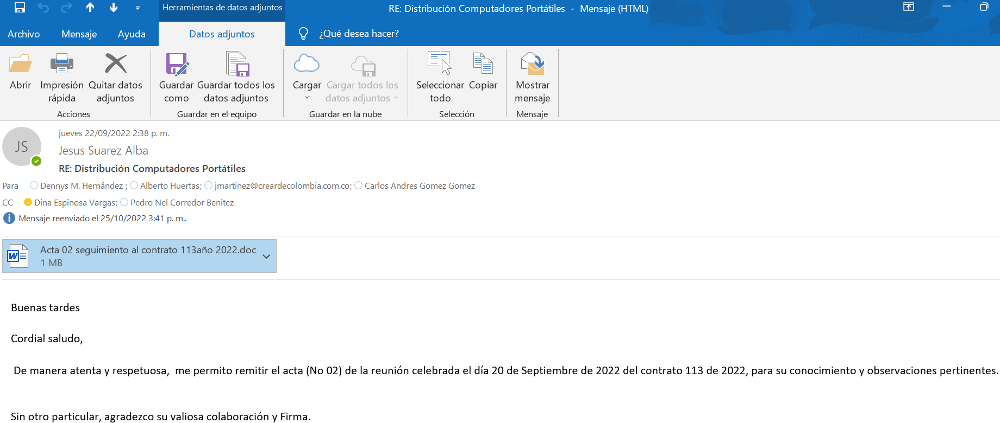 Herramientas de datos adjuntos
RE: Distribución Computadores Portátiles - Mensaje (HTML)
Archivo Mensaje Ayuda Datos adjuntos ¿Qué desea hacer?
Abrir Impresión rápida Quitar datos adjuntos Guardar como Guardar todos los datos adjuntos Cargar Cargar todos los datos adjuntos Seleccionar todo Copiar Mostrar mensaje
Acciones Guardar en el equipo Guardar en la nube Selección Mensaje
JS
jueves 22/09/2022 2:38 p. m.
Jesus Suarez Alba
RE: Distribución Computadores Portátiles
Para Dennys M. Hernández ; Alberto Huertas; jmartinez@creardecolombia.com.co; Carlos Andres Gomez Gomez
CC Dina Espinosa Vargas; Pedro Nel Corredor Benitez
Mensaje reenviado el 25/10/2022 3:41 p. m..
Acta 02 seguimiento al contrato 113año 2022.doc
1 MB
Buenas tardes
Cordial saludo,
De manera atenta y respetuosa, me permito remitir el acta (No 02) de la reunión celebrada el día 20 de Septiembre de 2022 del contrato 113 de 2022, para su conocimiento y observaciones pertinentes.
Sin otro particular, agradezco su valiosa colaboración y Firma.